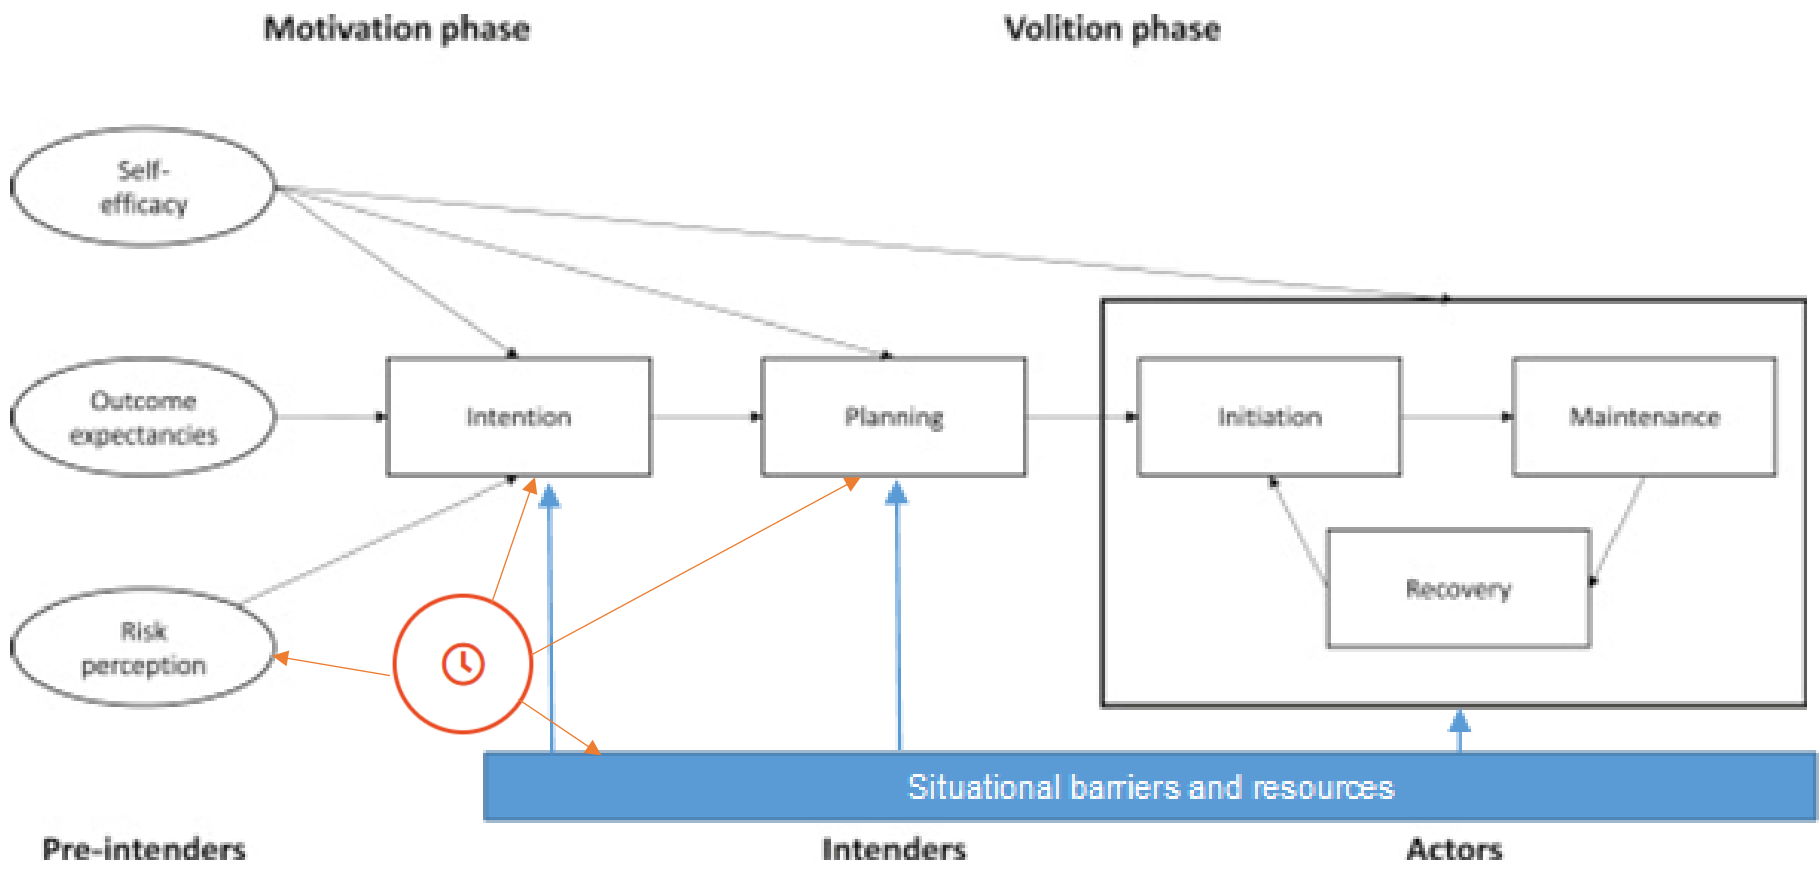 Motivation phase
Volition phase
Self-
efficacy
Outcome
expectancies
Intention
Planning
Initiation
Maintenance
Recovery
Risk
perception
Situational barriers and resources
Pre-intenders
Intenders
Actors